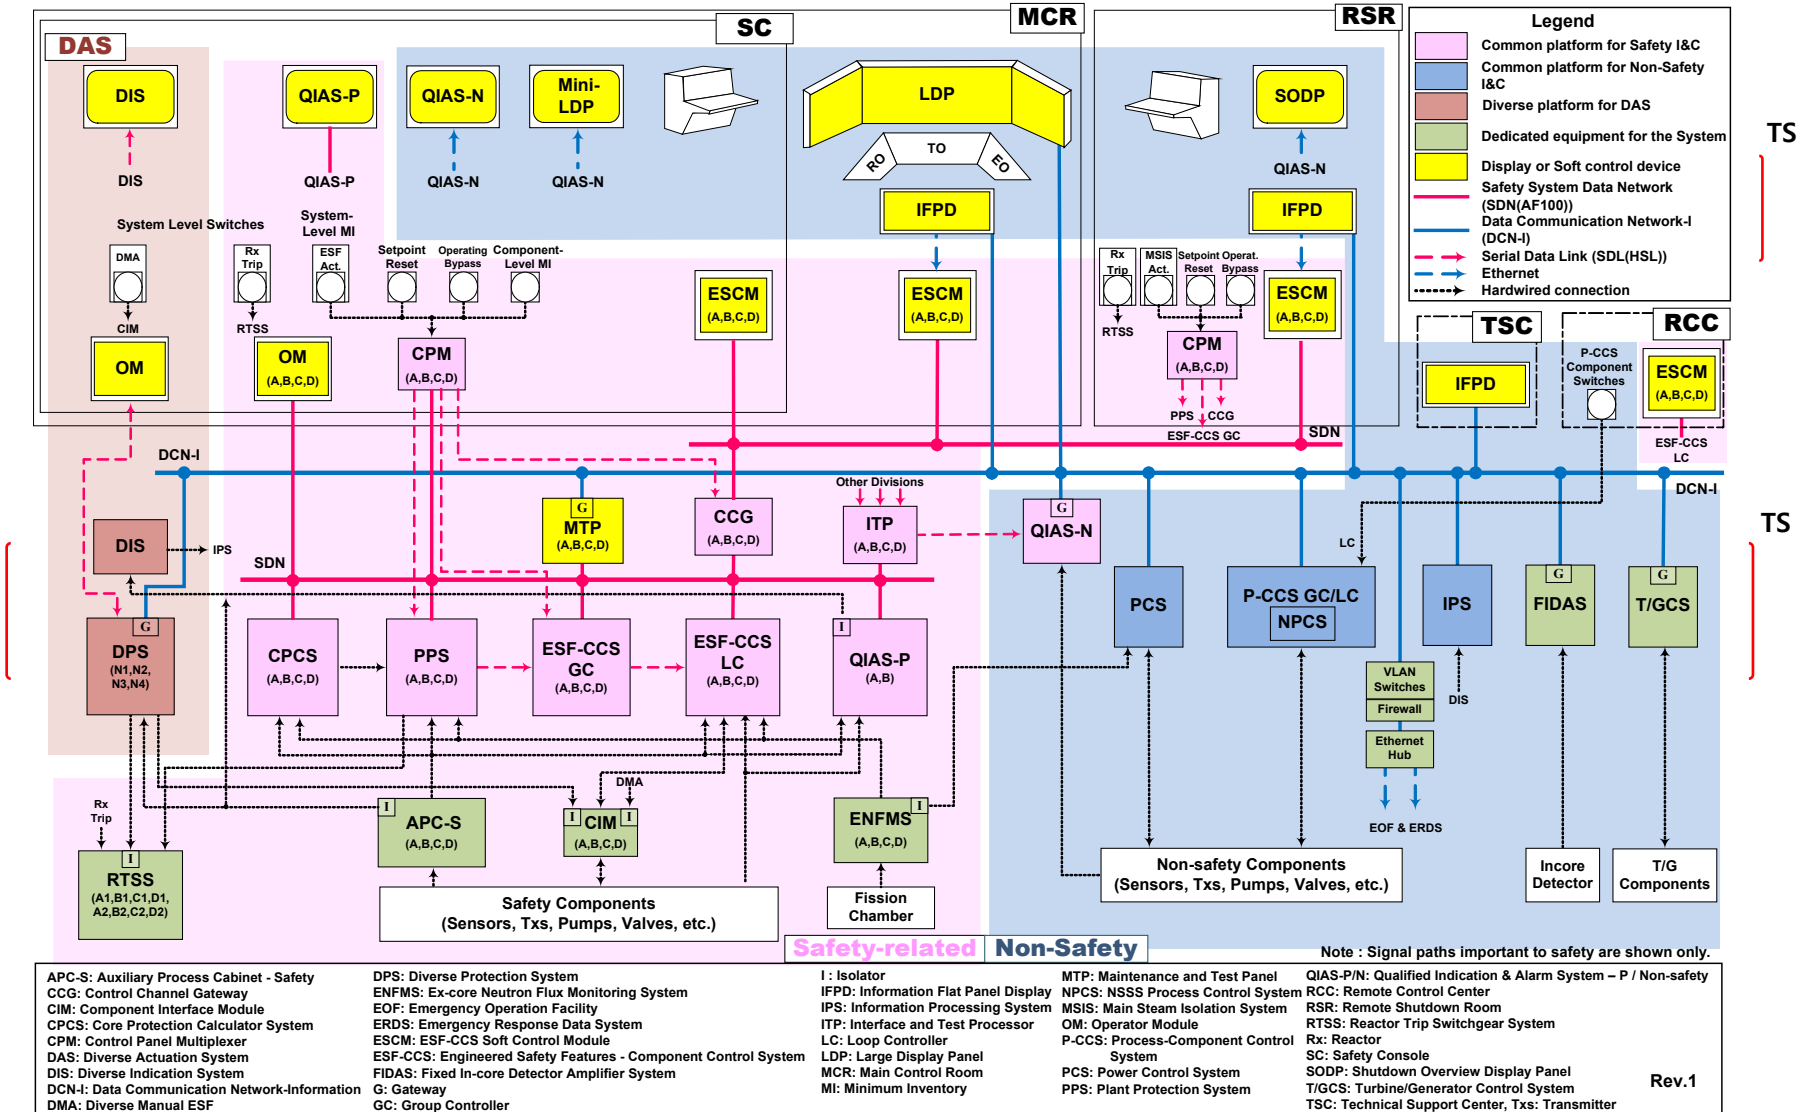 DAS
SC
MCR
RSR
DIS
QIAS-P
QIAS-N
Mini-
LDP
LDP
RO
TO
EO
SODP
DIS
QIAS-P
QIAS-N
QIAS-N
QIAS-N
IFPD
IFPD
Legend
Common platform for Safety I&C
Common platform for Non-Safety
I&C
Diverse platform for DAS
Dedicated equipment for the System
Display or Soft control device
Safety System Data Network
(SDN(AF100))
Data Communication Network-I
(DCN-I)
Serial Data Link (SDL(HSL))
Ethernet
Hardwired connection
TS
System Level Switches
System-
Level MI
DMA
Rx
Trip
ESF
Act.
Setpoint
Reset
Operating
Bypass
Component-
Level MI
CIM
RTSS
OM
OM
(A,B,C,D)
CPM
(A,B,C,D)
ESCM
(A,B,C,D)
ESCM
(A,B,C,D)
Rx
Trip
MSIS
Act.
Setpoint
Reset
Operat.
Bypass
RTSS
CPM
(A,B,C,D)
PPS
CCG
ESF-CCS GC
ESCM
(A,B,C,D)
SDN
TSC
IFPD
RCC
P-CCS
Component
Switches
ESCM
(A,B,C,D)
ESF-CCS
LC
DCN-I
DCN-I
TS
DIS
IPS
SDN
G
MTP
(A,B,C,D)
CCG
(A,B,C,D)
Other Divisions
ITP
(A,B,C,D)
G
QIAS-N
LC
G
DPS
(N1,N2,
N3,N4)
CPCS
(A,B,C,D)
PPS
(A,B,C,D)
ESF-CCS
GC
(A,B,C,D)
ESF-CCS
LC
(A,B,C,D)
I
QIAS-P
(A,B)
PCS
P-CCS GC/LC
NPCS
IPS
G
FIDAS
G
T/GCS
VLAN
Switches
Firewall
DIS
Ethernet
Hub
EOF & ERDS
Rx
Trip
I
RTSS
(A1,B1,C1,D1,
A2,B2,C2,D2)
I
APC-S
(A,B,C,D)
DMA
I
I
CIM
(A,B,C,D)
I
ENFMS
(A,B,C,D)
Safety Components
(Sensors, Txs, Pumps, Valves, etc.)
Fission
Chamber
Non-safety Components
(Sensors, Txs, Pumps, Valves, etc.)
Incore
Detector
T/G
Components
Safety-related
Non-Safety
Note : Signal paths important to safety are shown only.
APC-S: Auxiliary Process Cabinet - Safety
CCG: Control Channel Gateway
CIM: Component Interface Module
CPCS: Core Protection Calculator System
CPM: Control Panel Multiplexer
DAS: Diverse Actuation System
DIS: Diverse Indication System
DCN-I: Data Communication Network-Information
DMA: Diverse Manual ESF
DPS: Diverse Protection System
ENFMS: Ex-core Neutron Flux Monitoring System
EOF: Emergency Operation Facility
ERDS: Emergency Response Data System
ESCM: ESF-CCS Soft Control Module
ESF-CCS: Engineered Safety Features - Component Control System
FIDAS: Fixed In-core Detector Amplifier System
G: Gateway
GC: Group Controller
I : Isolator
IFPD: Information Flat Panel Display
IPS: Information Processing System
ITP: Interface and Test Processor
LC: Loop Controller
LDP: Large Display Panel
MCR: Main Control Room
MI: Minimum Inventory
MTP: Maintenance and Test Panel
NPCS: NSSS Process Control System
MSIS: Main Steam Isolation System
OM: Operator Module
P-CCS: Process-Component Control
System
PCS: Power Control System
PPS: Plant Protection System
QIAS-P/N: Qualified Indication & Alarm System – P / Non-safety
RCC: Remote Control Center
RSR: Remote Shutdown Room
RTSS: Reactor Trip Switchgear System
Rx: Reactor
SC: Safety Console
SODP: Shutdown Overview Display Panel
T/GCS: Turbine/Generator Control System
TSC: Technical Support Center, Txs: Transmitter
Rev.1